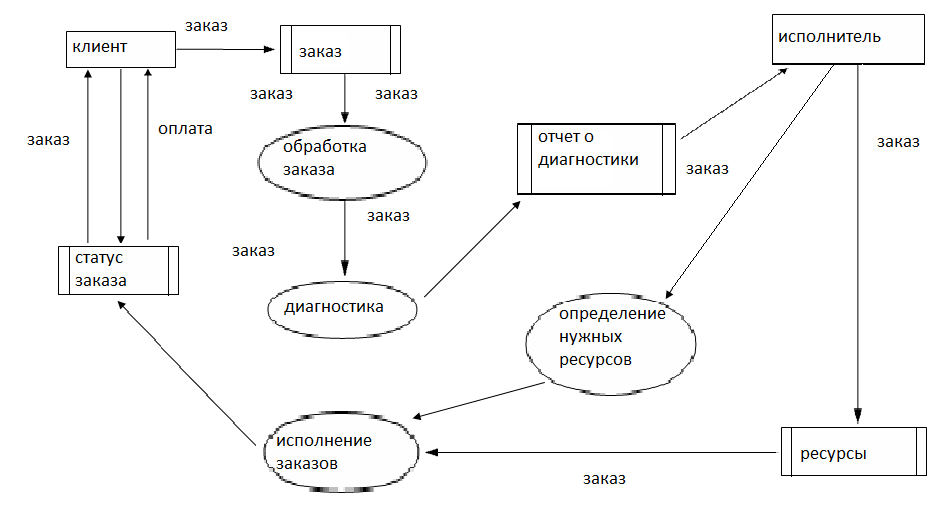 заказ
клиент
заказ
исполнитель
заказ
заказ
заказ
оплата
обработка
заказа
отчет о
диагностики
заказ
заказ
заказ
заказ
статус
заказа
диагностика
определение
нужных
ресурсов
исполнение
заказов
ресурсы
заказ